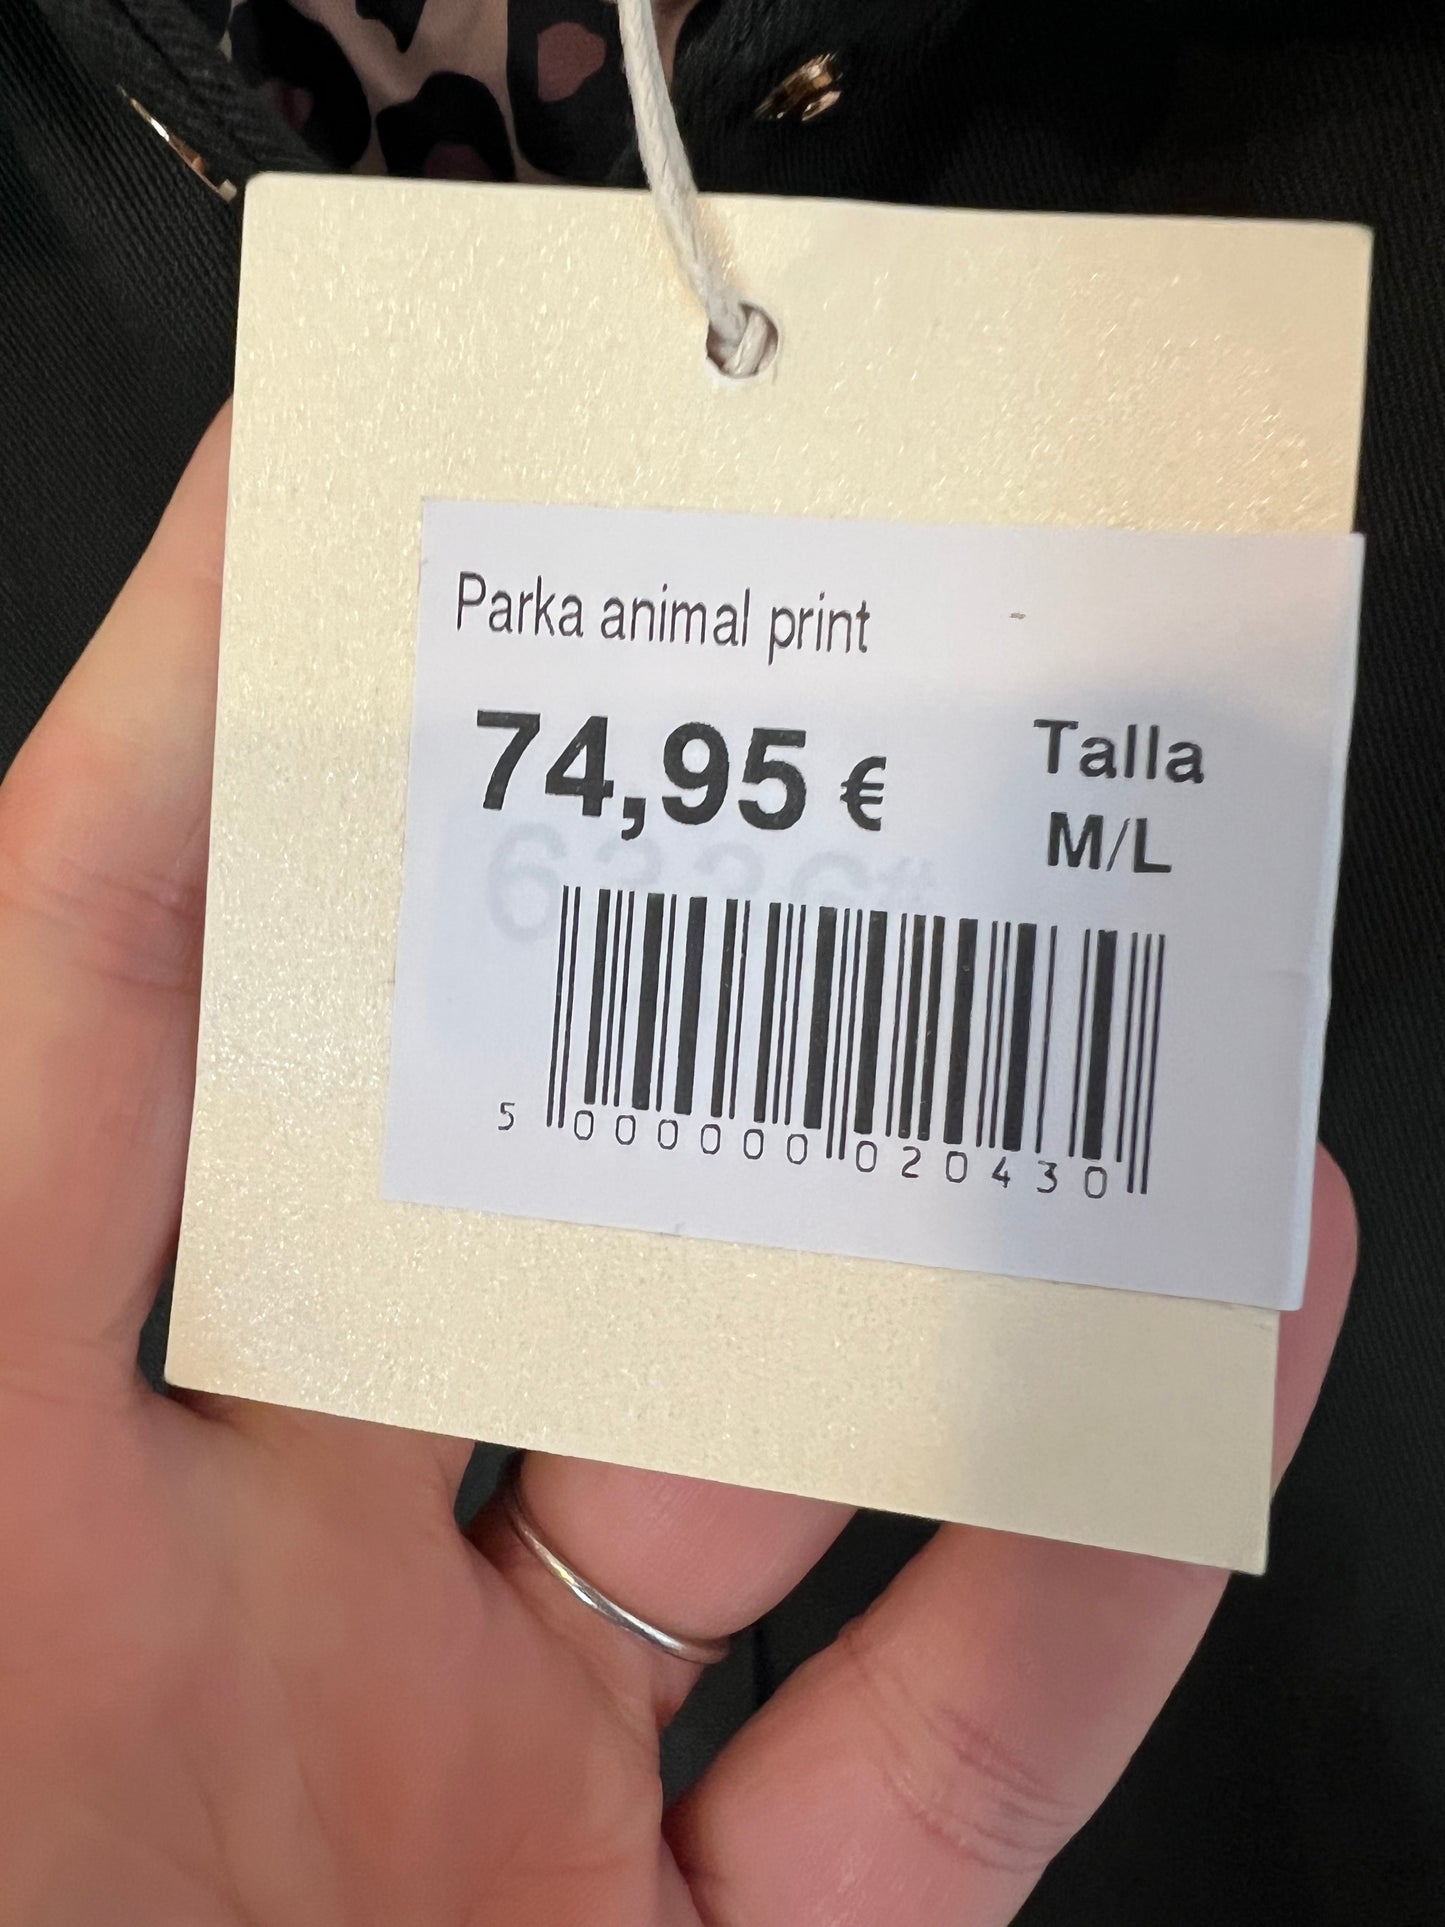 Parka animal print
74,95 €
Talla
M/L
5 000000 020430